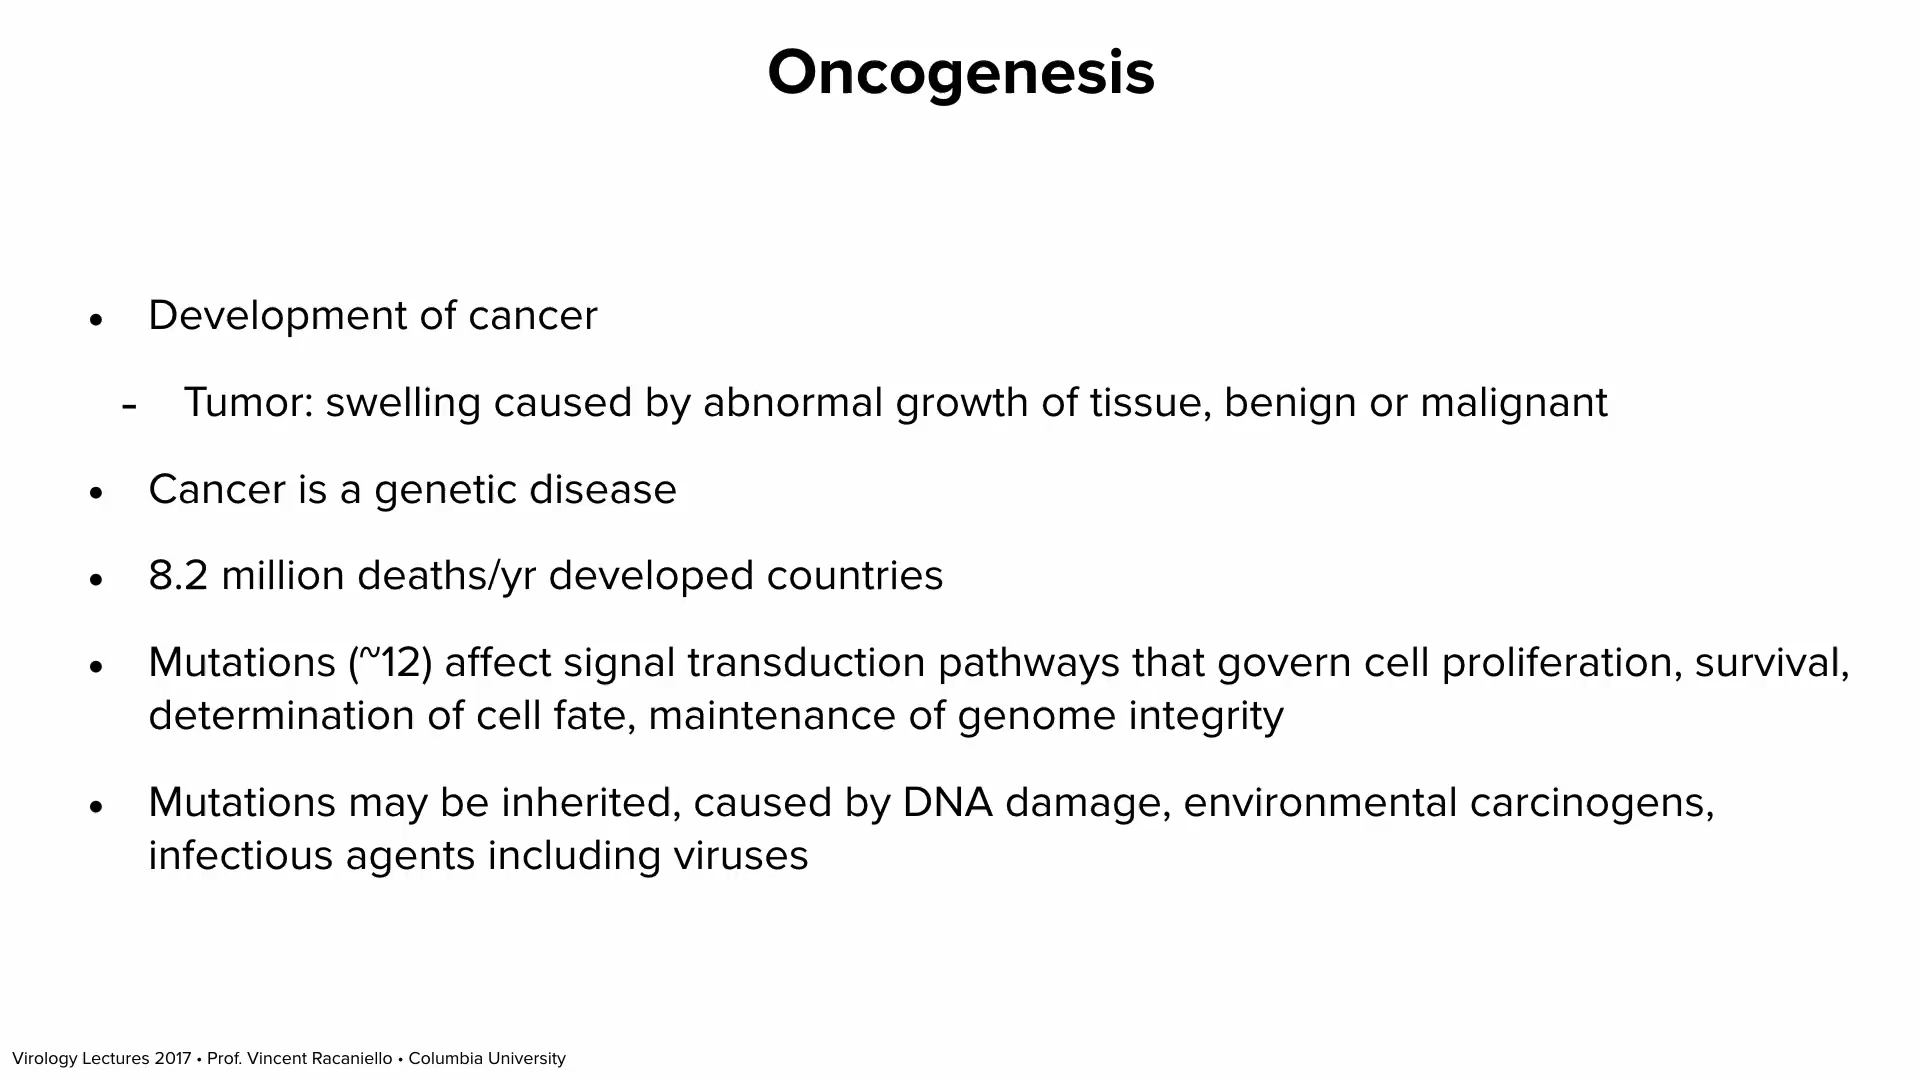 Oncogenesis
• Development of cancer
- Tumor: swelling caused by abnormal growth of tissue, benign or malignant
• Cancer is a genetic disease
• 8.2 million deaths/yr developed countries
• Mutations (~12) affect signal transduction pathways that govern cell proliferation, survival,
determination of cell fate, maintenance of genome integrity
• Mutations may be inherited, caused by DNA damage, environmental carcinogens,
infectious agents including viruses
Virology Lectures 2017 • Prof. Vincent Racaniello • Columbia University